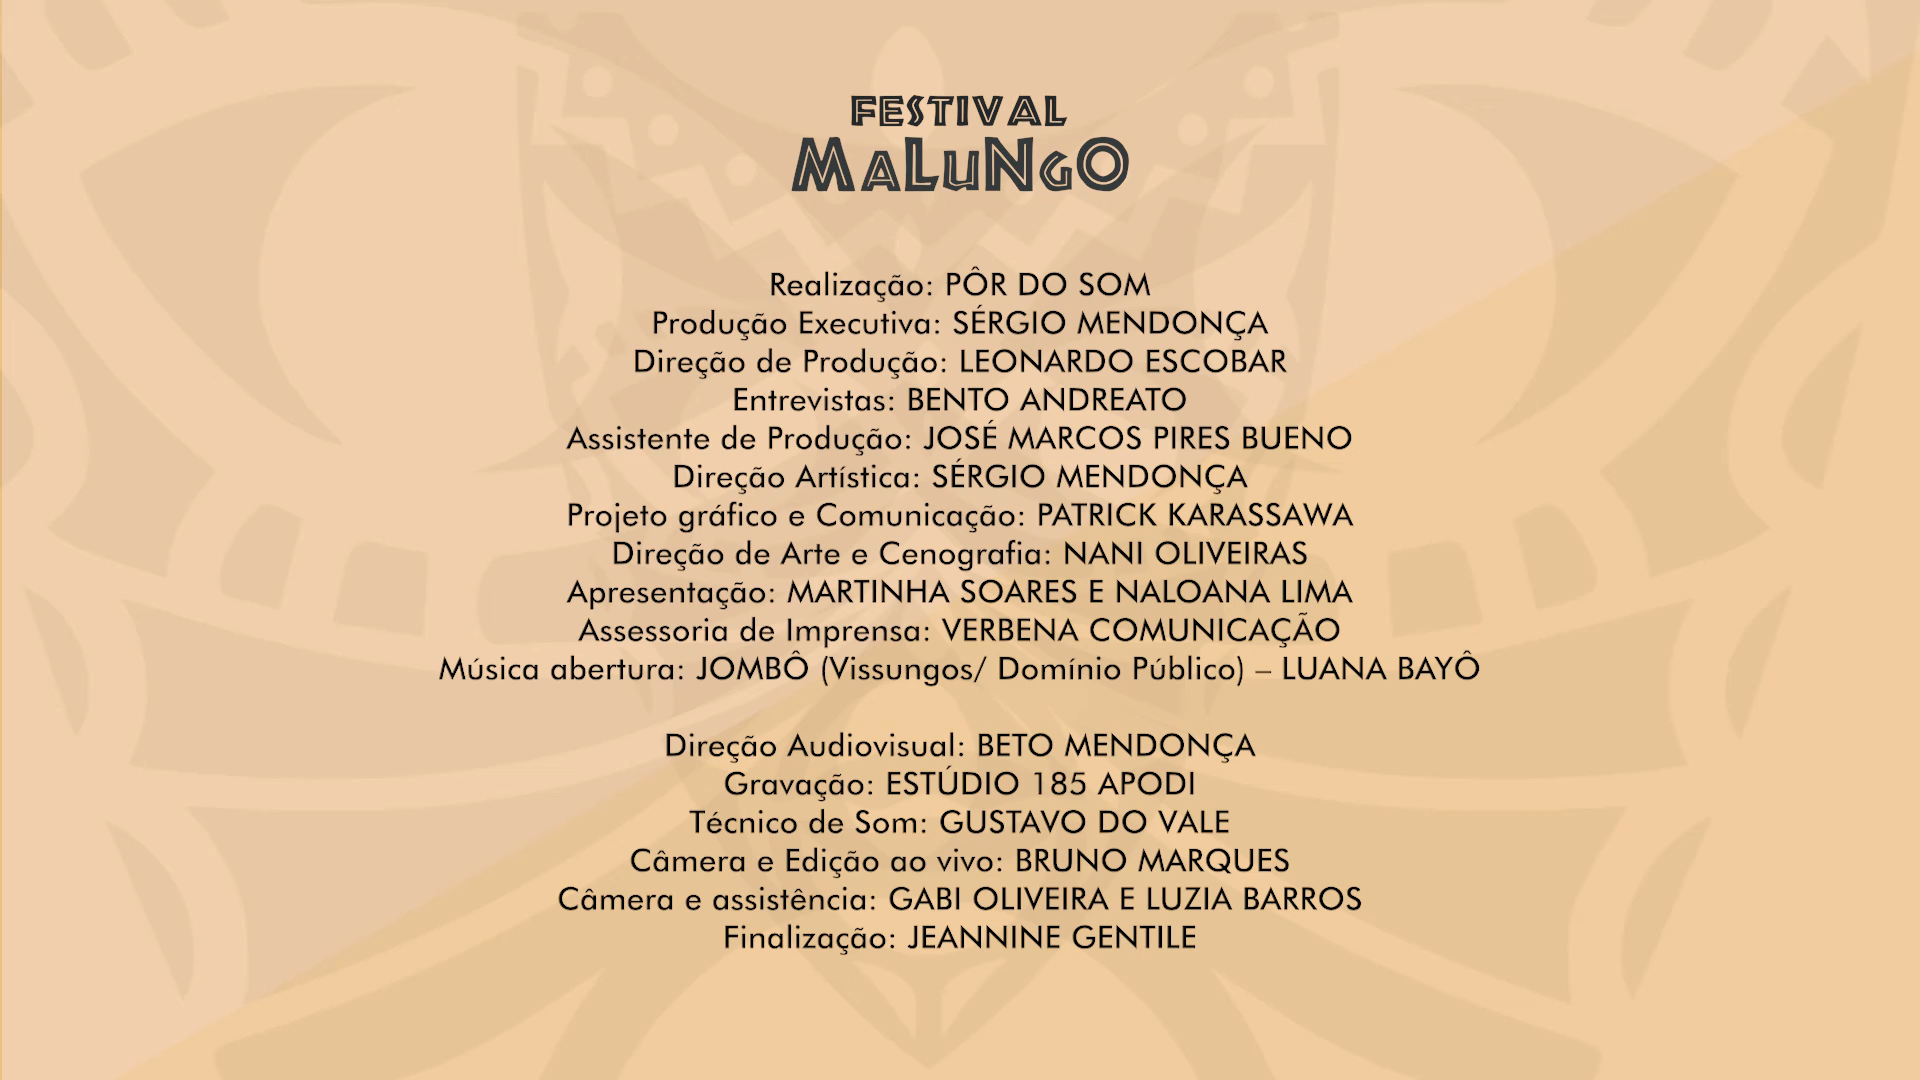 FESTIVAL
MALUNGO
Realização: PÔR DO SOM
Produção Executiva: SÉRGIO MENDONÇA
Direção de Produção: LEONARDO ESCOBAR
Entrevistas: BENTO ANDREATO
Assistente de Produção: JOSÉ MARCOS PIRES BUENO
Direção Artística: SÉRGIO MENDONÇA
Projeto gráfico e Comunicação: PATRICK KARASSAWA
Direção de Arte e Cenografia: NANI OLIVEIRAS
Apresentação: MARTINHA SOARES E NALOANA LIMA
Assessoria de Imprensa: VERBENA COMUNICAÇÃO
Música abertura: JOMBÔ (Vissungos/ Domínio Público) – LUANA BAYÔ
Direção Audiovisual: BETO MENDONÇA
Gravação: ESTÚDIO 185 APODI
Técnico de Som: GUSTAVO DO VALE
Câmera e Edição ao vivo: BRUNO MARQUES
Câmera e assistência: GABI OLIVEIRA E LUZIA BARROS
Finalização: JEANNINE GENTILE